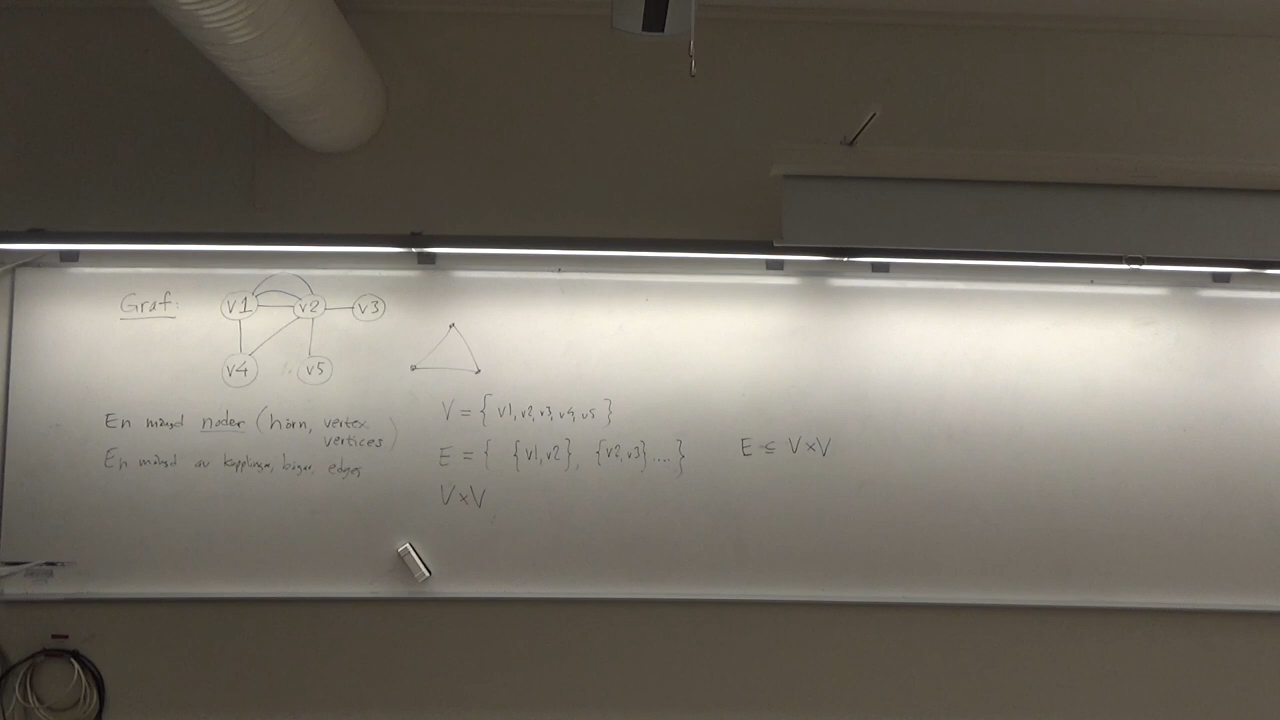 Graf:
v1 v2 v3
v4 v5
En mängd noder (hörn, vertex
vertices)
En mängd av kopplingar, bågar, edges
V = { v1, v2, v3, v4, v5 }
E = { {v1, v2}, {v2, v3} .... }
V×V
E ⊆ V×V